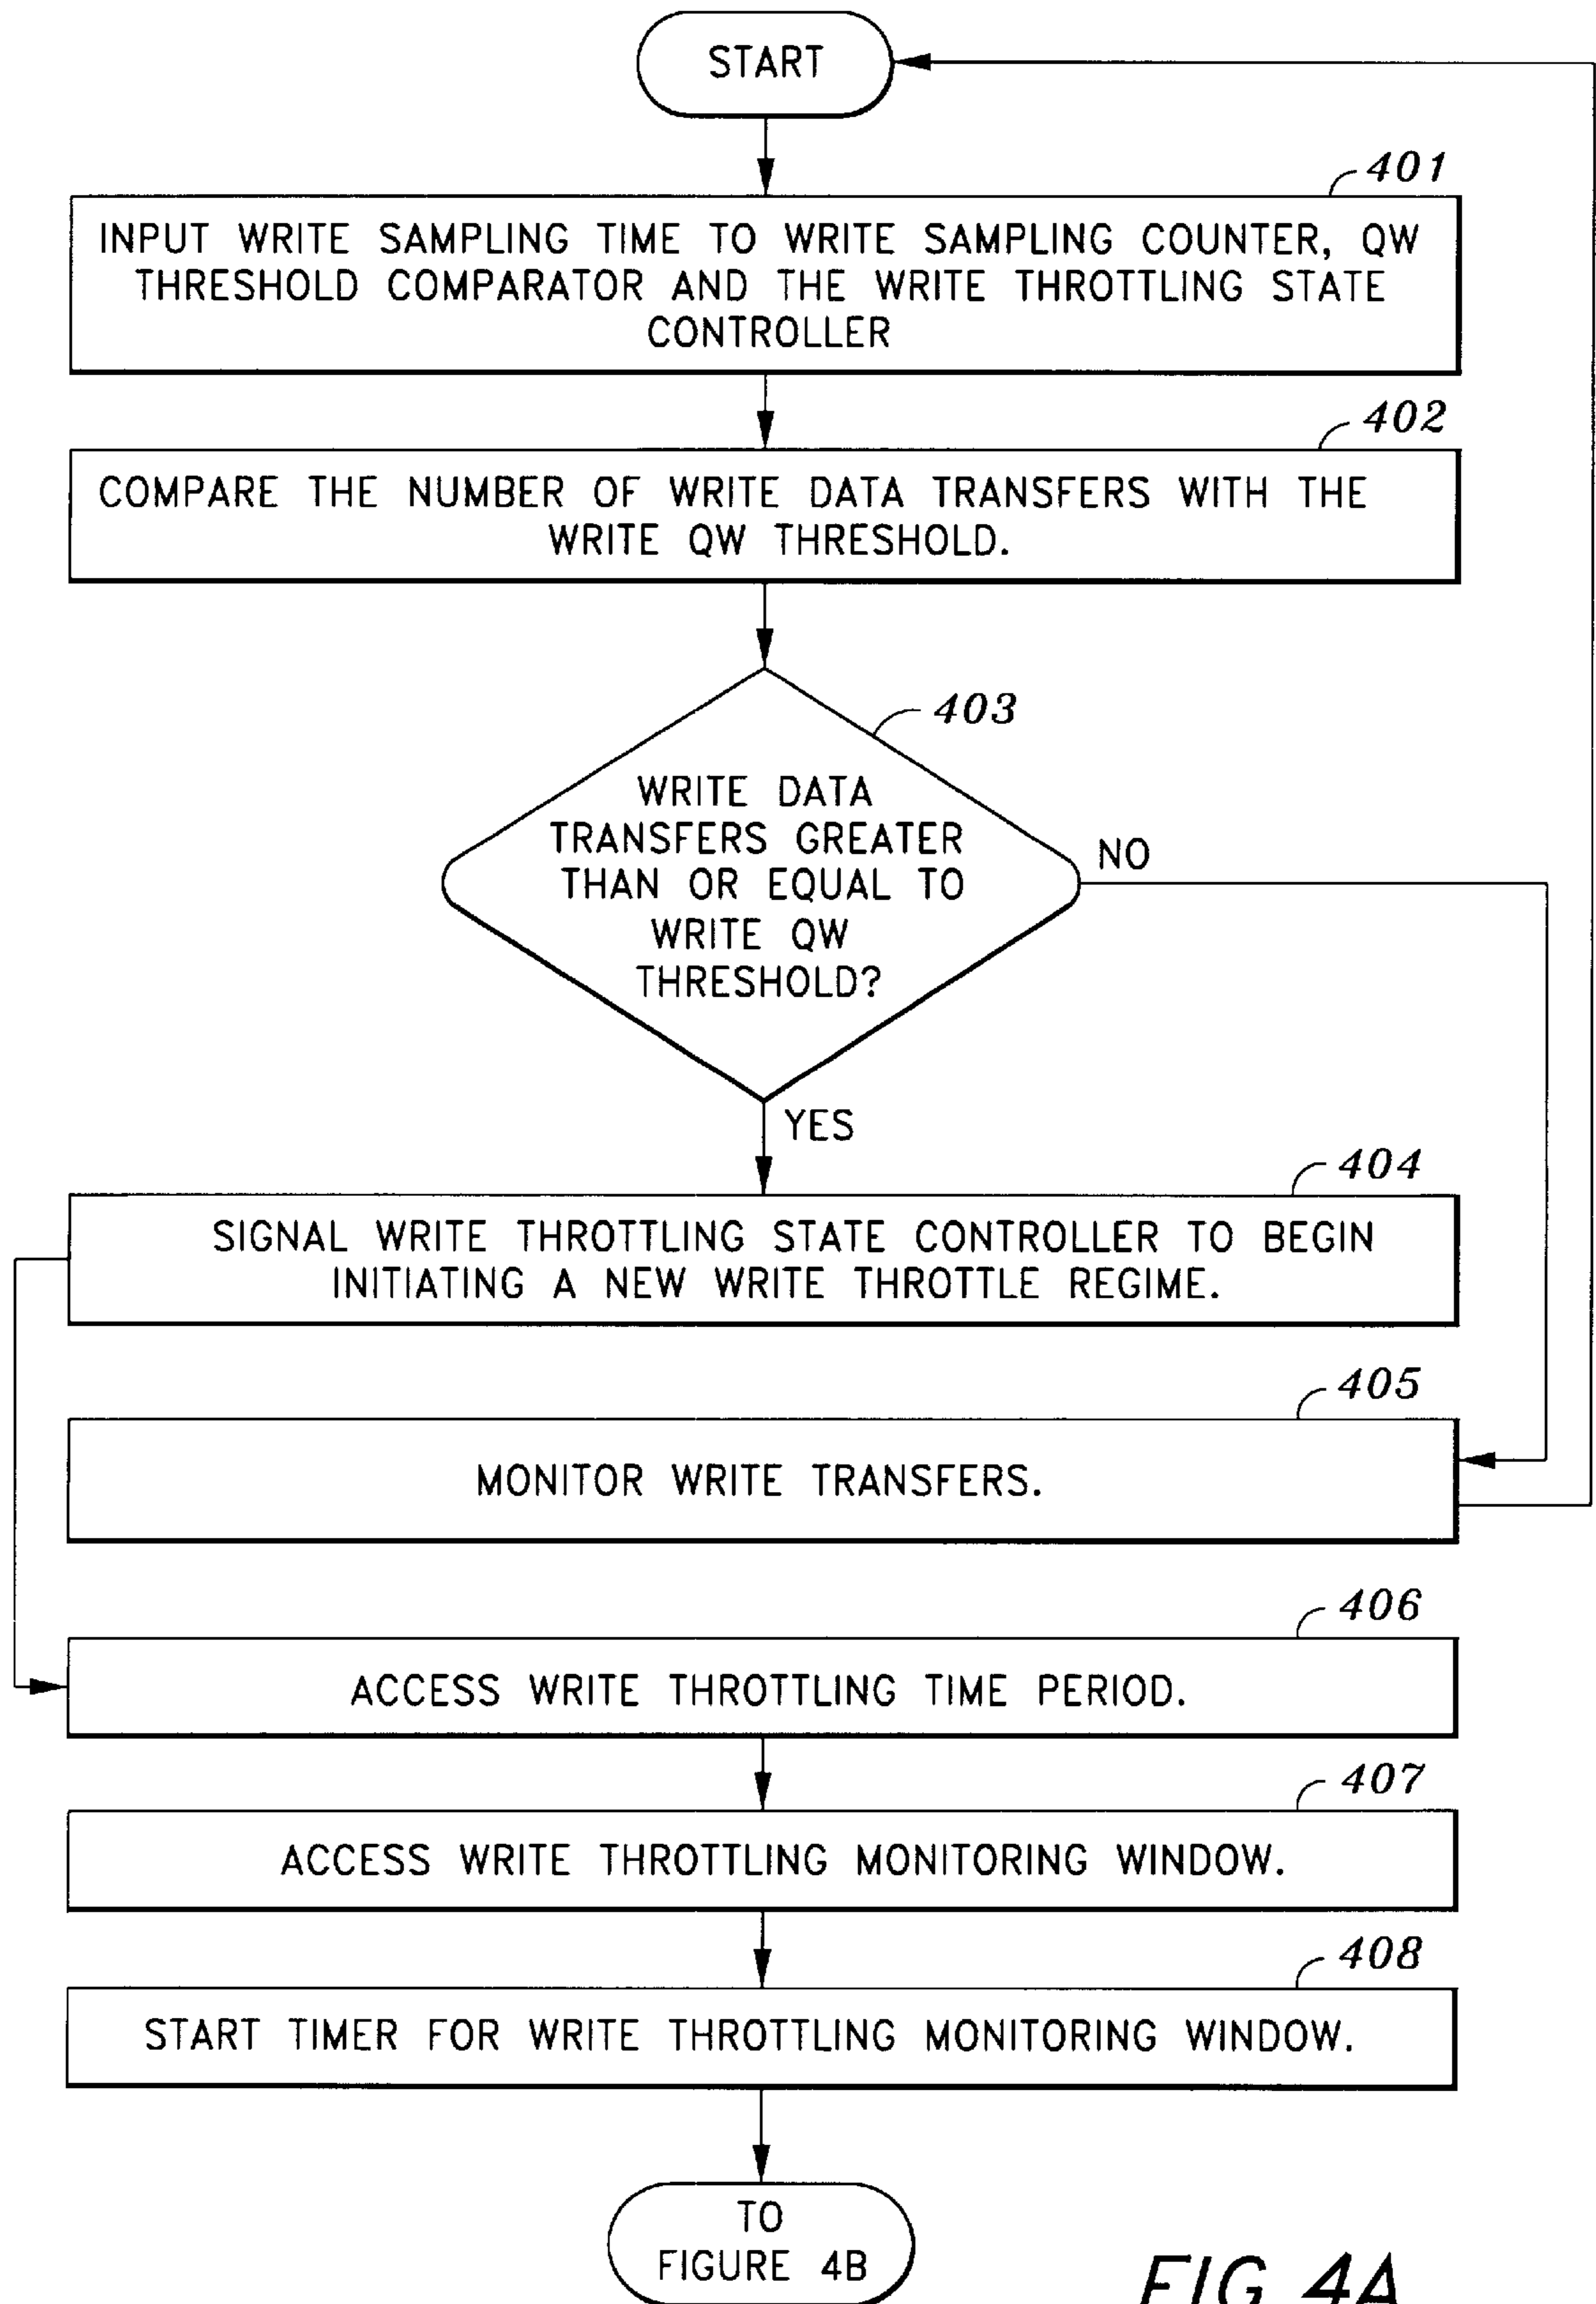 START
401
INPUT WRITE SAMPLING TIME TO WRITE SAMPLING COUNTER, QW
THRESHOLD COMPARATOR AND THE WRITE THROTTLING STATE
CONTROLLER
402
COMPARE THE NUMBER OF WRITE DATA TRANSFERS WITH THE
WRITE QW THRESHOLD.
403
WRITE DATA
TRANSFERS GREATER
THAN OR EQUAL TO
WRITE QW
THRESHOLD?
NO
YES
404
SIGNAL WRITE THROTTLING STATE CONTROLLER TO BEGIN
INITIATING A NEW WRITE THROTTLE REGIME.
405
MONITOR WRITE TRANSFERS.
406
ACCESS WRITE THROTTLING TIME PERIOD.
407
ACCESS WRITE THROTTLING MONITORING WINDOW.
408
START TIMER FOR WRITE THROTTLING MONITORING WINDOW.
TO
FIGURE 4B
FIG 4A